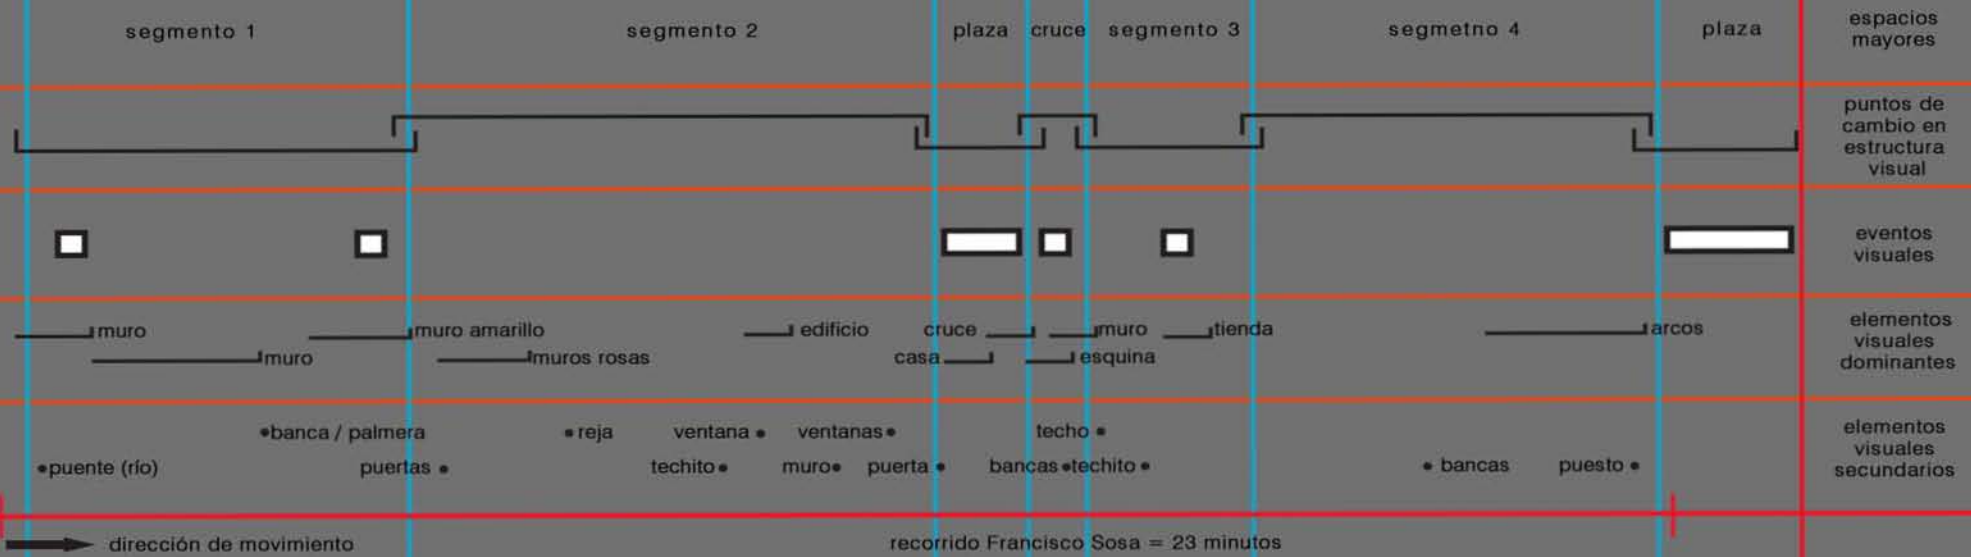 segmento 1 segmento 2 plaza cruce segmento 3 segmetno 4 plaza espacios
mayores
puntos de
cambio en
estructura
visual
eventos
visuales
muro muro amarillo edificio cruce muro tienda arcos elementos
visuales
muro muros rosas casa esquina dominantes
•banca / palmera •reja ventana • ventanas• techo • elementos
visuales
•puente (río) puertas • techito• muro• puerta • bancas•techito • • bancas puesto • secundarios
dirección de movimiento recorrido Francisco Sosa = 23 minutos